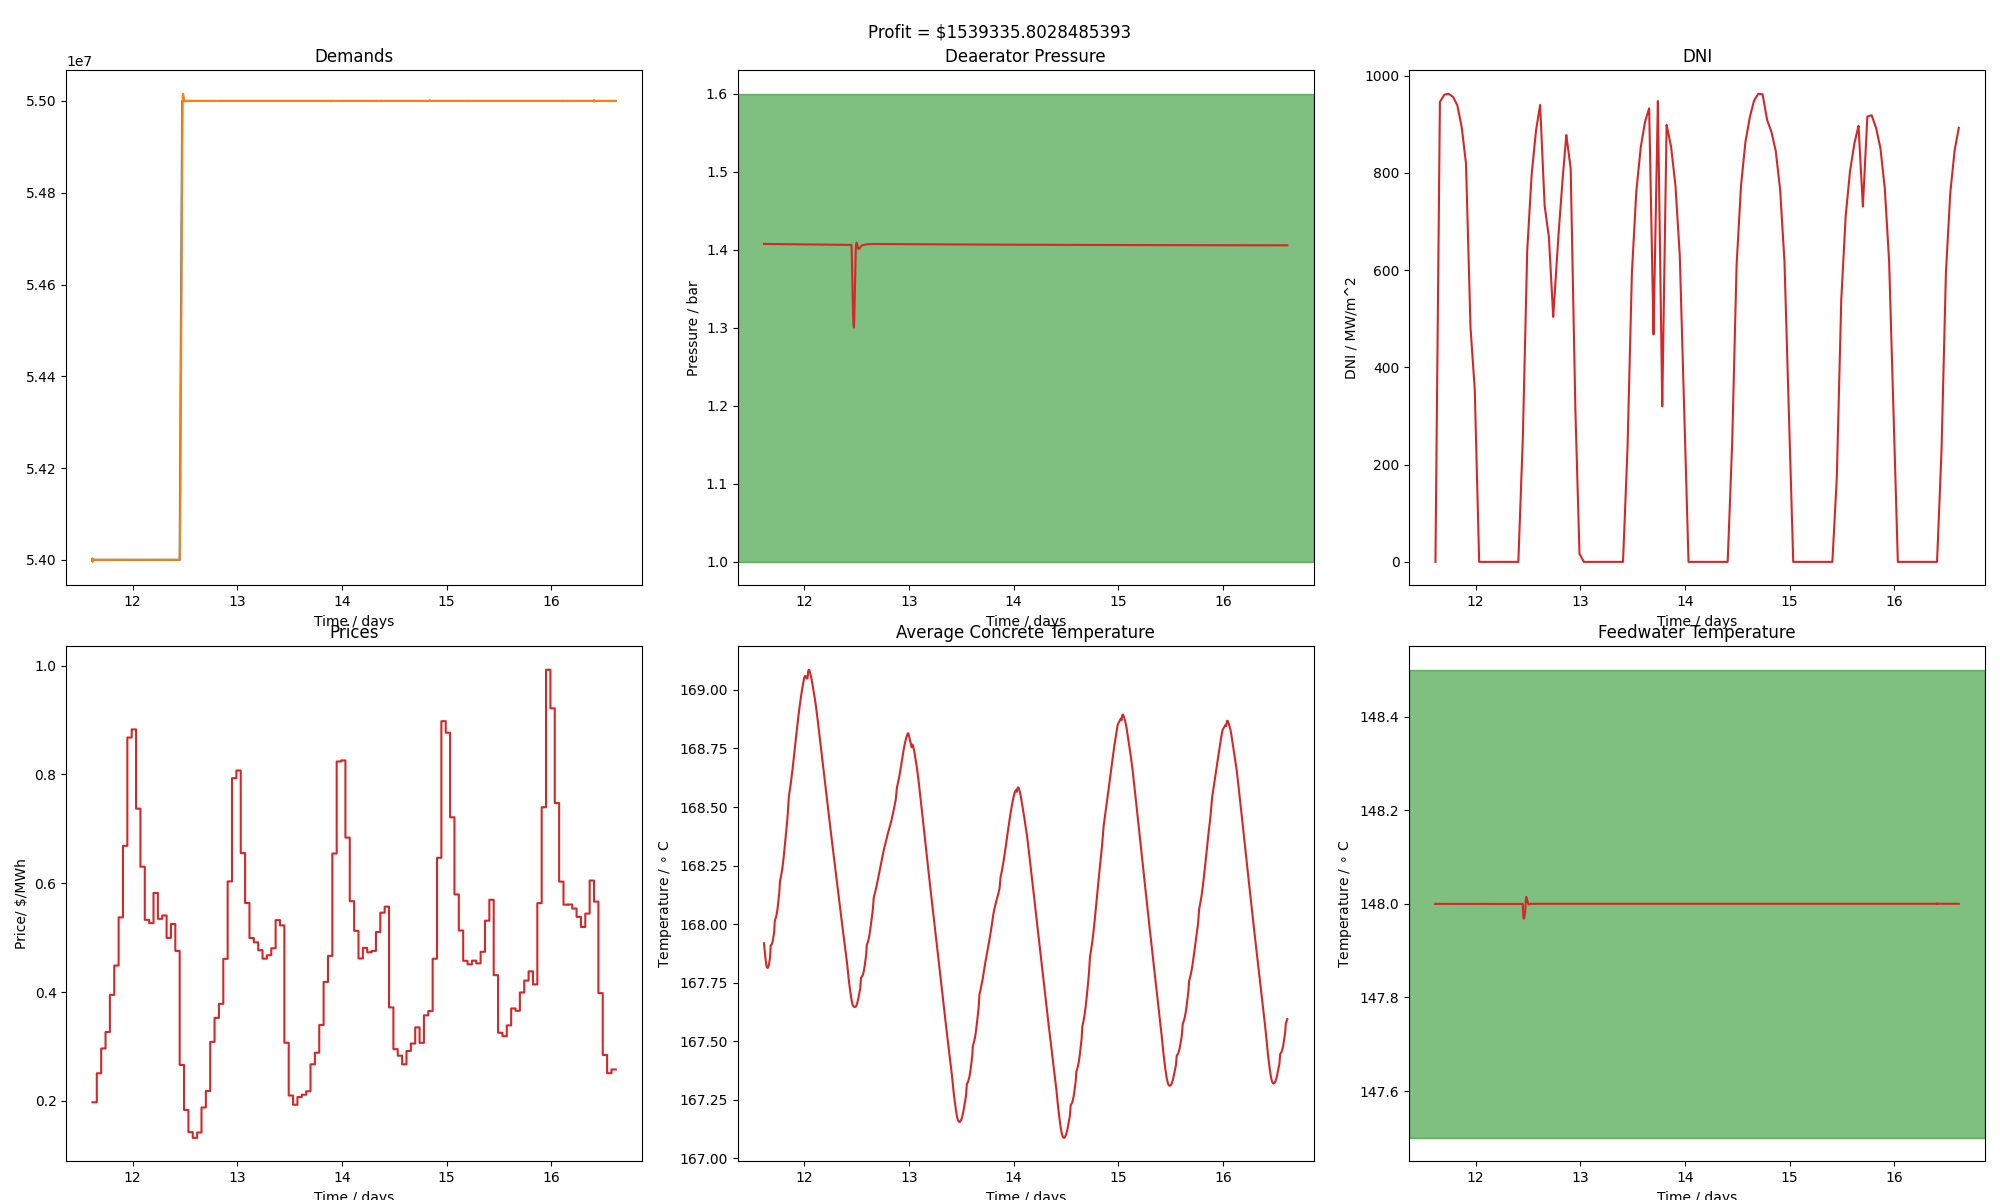 Profit = $1539335.8028485393
Demands
1e7
5.50
5.48
5.46
5.44
5.42
5.40
12 13 14 15 16
Time / days
Deaerator Pressure
Pressure / bar
1.6
1.5
1.4
1.3
1.2
1.1
1.0
12 13 14 15 16
Time / days
DNI
DNI / MW/m^2
1000
800
600
400
200
0
12 13 14 15 16
Time / days
Prices
Price/ $/MWh
1.0
0.8
0.6
0.4
0.2
12 13 14 15 16
Time / days
Average Concrete Temperature
Temperature / ∘ C
169.00
168.75
168.50
168.25
168.00
167.75
167.50
167.25
167.00
12 13 14 15 16
Time / days
Feedwater Temperature
Temperature / ∘ C
148.4
148.2
148.0
147.8
147.6
12 13 14 15 16
Time / days